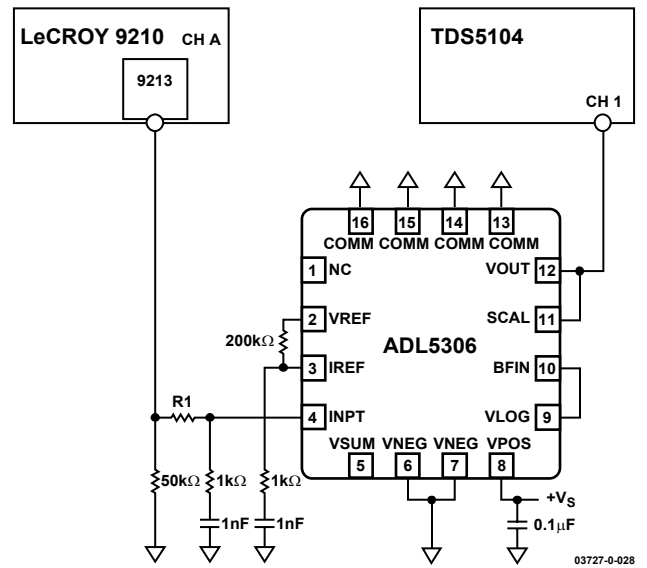 LeCROY 9210 CH A
9213
TDS5104
CH 1
16 15 14 13
COMM COMM COMM COMM
1 NC
VOUT 12
2 VREF
SCAL 11
200kΩ
ADL5306
3 IREF
BFIN 10
R1
4 INPT
VLOG 9
VSUM VNEG VNEG VPOS
5 6 7 8
50kΩ 1kΩ 1kΩ
+VS
1nF 1nF
0.1μF
03727-0-028